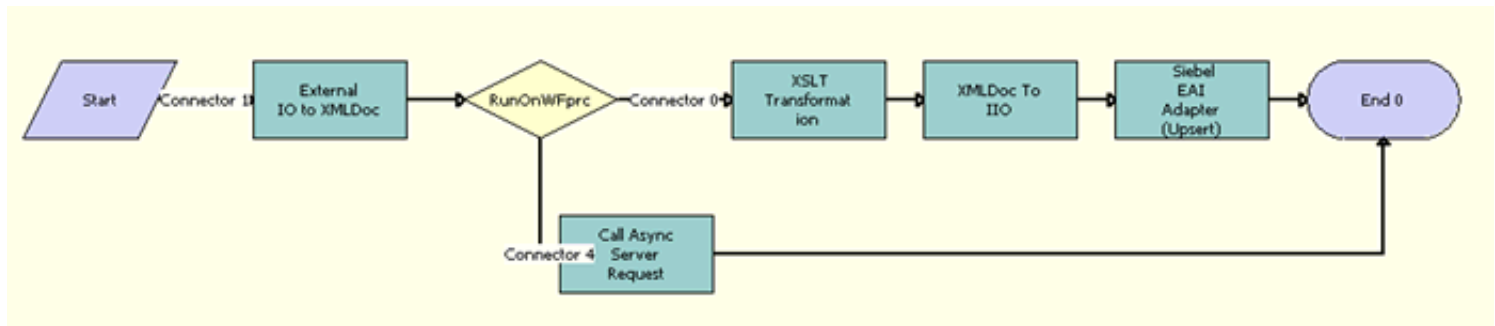 Start
Connector 1
External
IO to XMLDoc
RunOnWFprc
Connector 0
XSLT
Transformat
ion
XMLDoc To
IIO
Siebel
EAI
Adapter
(Upsert)
End 0
Connector 4
Call Async
Server
Request